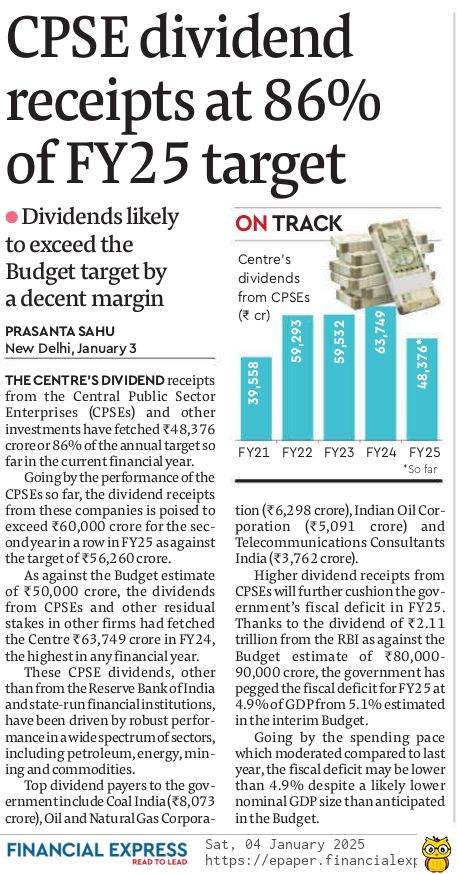 CPSE dividend
receipts at 86%
of FY25 target
Dividends likely
to exceed the
Budget target by
a decent margin
PRASANTA SAHU
New Delhi, January 3
THE CENTRE'S DIVIDEND receipts
from the Central Public Sector
Enterprises (CPSEs) and other
investments have fetched ₹48,376
crore or 86% of the annual target so
far in the current financial year.
Going by the performance of the
CPSEs so far, the dividend receipts
from these companies is poised to
exceed ₹60,000 crore for the sec-
ond year in a row in FY25 as against
the target of ₹56,260 crore.
As against the Budget estimate
of ₹50,000 crore, the dividends
from CPSEs and other residual
stakes in other firms had fetched
the Centre ₹63,749 crore in FY24,
the highest in any financial year.
These CPSE dividends, other
than from the Reserve Bank of India
and state-run financial institutions,
have been driven by robust perfor-
mance in a wide spectrum of sectors,
including petroleum, energy, min-
ing and commodities.
Top dividend payers to the gov-
ernment include Coal India (₹8,073
crore), Oil and Natural Gas Corpora-
ON TRACK
Centre's
dividends
from CPSEs
(₹ cr)
39,558
59,293
59,532
63,749
48,376*
FY21 FY22 FY23 FY24 FY25
*So far
tion (₹6,298 crore), Indian Oil Cor-
poration (₹5,091 crore) and
Telecommunications Consultants
India (₹3,762 crore).
Higher dividend receipts from
CPSEs will further cushion the gov-
ernment's fiscal deficit in FY25.
Thanks to the dividend of ₹2.11
trillion from the RBI as against the
Budget estimate of ₹80,000-
90,000 crore, the government has
pegged the fiscal deficit for FY25 at
4.9% of GDP from 5.1% estimated
in the interim Budget.
Going by the spending pace
which moderated compared to last
year, the fiscal deficit may be lower
than 4.9% despite a likely lower
nominal GDP size than anticipated
in the Budget.
FINANCIAL EXPRESS
READ TO LEAD
Sat, 04 January 2025
https://epaper.financialexp